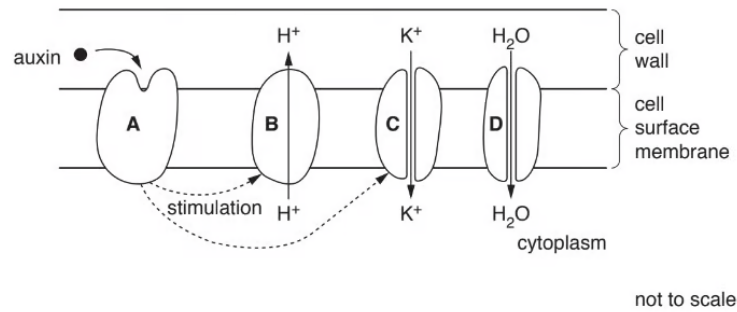 H⁺ K⁺ H₂O
auxin
cell
wall
A B C D
cell
surface
membrane
stimulation
H⁺ K⁺ H₂O
cytoplasm
not to scale